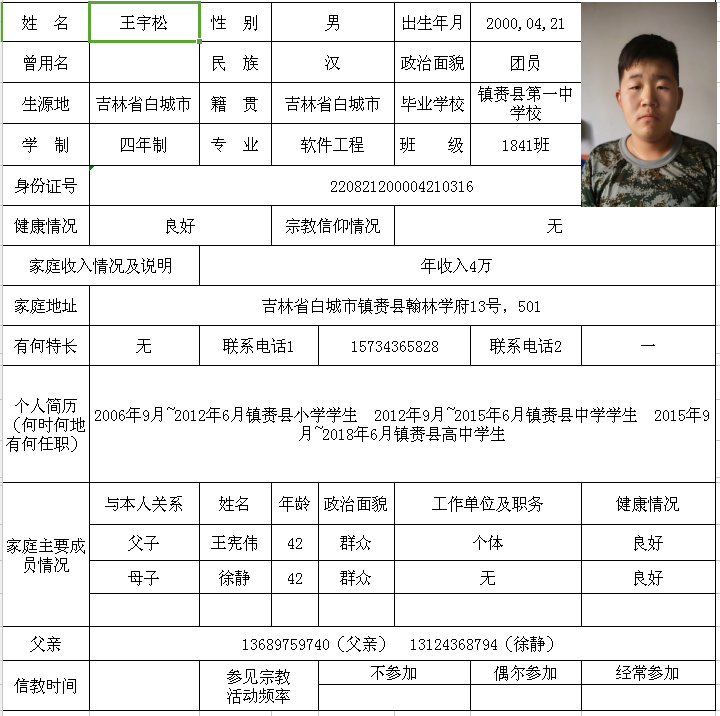 姓 名 王宇松 性 别 男 出生年月 2000,04,21
曾用名 民 族 汉 政治面貌 团员
生源地 吉林省白城市 籍 贯 吉林省白城市 毕业学校 镇赉县第一中
学校
学 制 四年制 专 业 软件工程 班 级 1841班
身份证号 220821200004210316
健康情况 良好 宗教信仰情况 无
家庭收入情况及说明 年收入4万
家庭地址 吉林省白城市镇赉县翰林学府13号，501
有何特长 无 联系电话1 15734365828 联系电话2 一
个人简历
（何时何地
有何任职）
2006年9月~2012年6月镇赉县小学学生 2012年9月~2015年6月镇赉县中学学生 2015年9
月~2018年6月镇赉县高中学生
家庭主要成
员情况
与本人关系 姓名 年龄 政治面貌 工作单位及职务 健康情况
父子 王宪伟 42 群众 个体 良好
母子 徐静 42 群众 无 良好
父亲 13689759740（父亲） 13124368794（徐静）
信教时间 参见宗教
活动频率
不参加 偶尔参加 经常参加